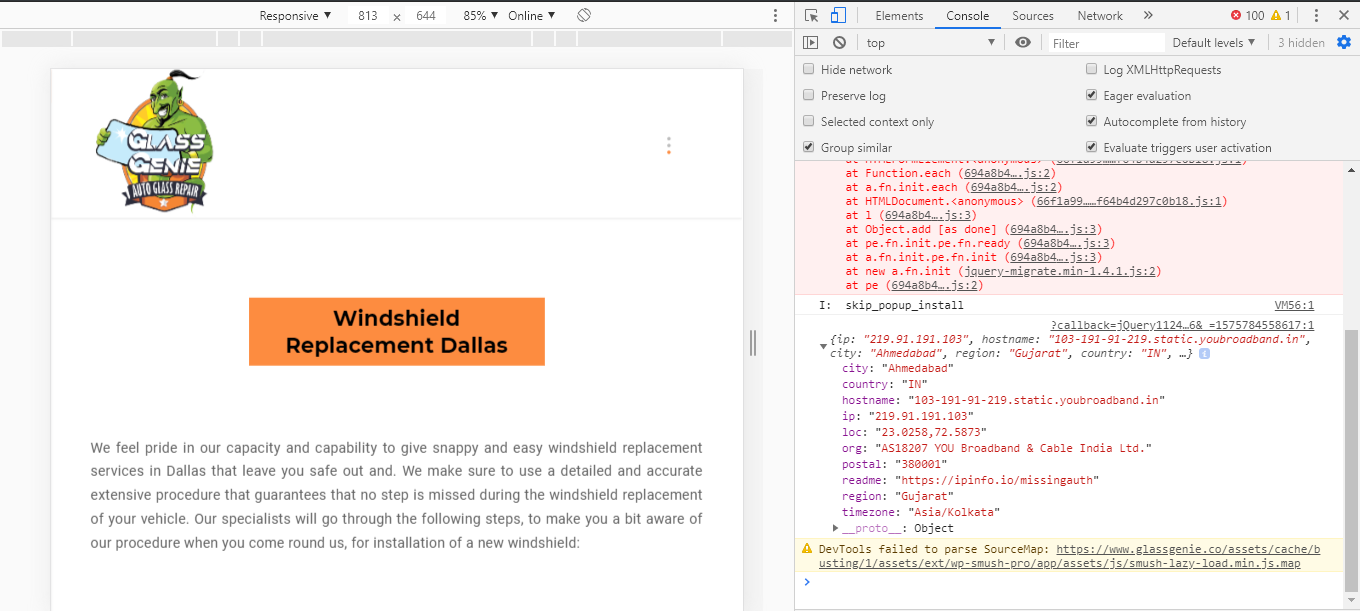 Responsive ▼ 813 × 644 85% ▼ Online ▼
GLASS
GENIE
AUTO GLASS REPAIR
Windshield
Replacement Dallas
We feel pride in our capacity and capability to give snappy and easy windshield replacement
services in Dallas that leave you safe out and. We make sure to use a detailed and accurate
extensive procedure that guarantees that no step is missed during the windshield replacement
of your vehicle. Our specialists will go through the following steps, to make you a bit aware of
our procedure when you come round us, for installation of a new windshield:
Elements Console Sources Network » 100 1
top ▼ Filter Default levels ▼ 3 hidden
Hide network Log XMLHttpRequests
Preserve log Eager evaluation
Selected context only Autocomplete from history
Group similar Evaluate triggers user activation
at HTMLFormElement.<anonymous> (66f1a99……f64b4d297c0b18.js:1)
at Function.each (694a8b4….js:2)
at a.fn.init.each (694a8b4….js:2)
at HTMLDocument.<anonymous> (66f1a99……f64b4d297c0b18.js:1)
at l (694a8b4….js:3)
at Object.add [as done] (694a8b4….js:3)
at pe.fn.init.pe.fn.ready (694a8b4….js:3)
at a.fn.init.pe.fn.init (694a8b4….js:3)
at new a.fn.init (jquery-migrate.min-1.4.1.js:2)
at pe (694a8b4….js:2)
I: skip_popup_install VM56:1
?callback=jQuery1124…6&_=1575784558617:1
{ip: "219.91.191.103", hostname: "103-191-91-219.static.youbroadband.in",
city: "Ahmedabad", region: "Gujarat", country: "IN", …}
city: "Ahmedabad"
country: "IN"
hostname: "103-191-91-219.static.youbroadband.in"
ip: "219.91.191.103"
loc: "23.0258,72.5873"
org: "AS18207 YOU Broadband & Cable India Ltd."
postal: "380001"
readme: "https://ipinfo.io/missingauth"
region: "Gujarat"
timezone: "Asia/Kolkata"
__proto__: Object
DevTools failed to parse SourceMap: https://www.glassgenie.co/assets/cache/b
usting/1/assets/ext/wp-smush-pro/app/assets/js/smush-lazy-load.min.js.map